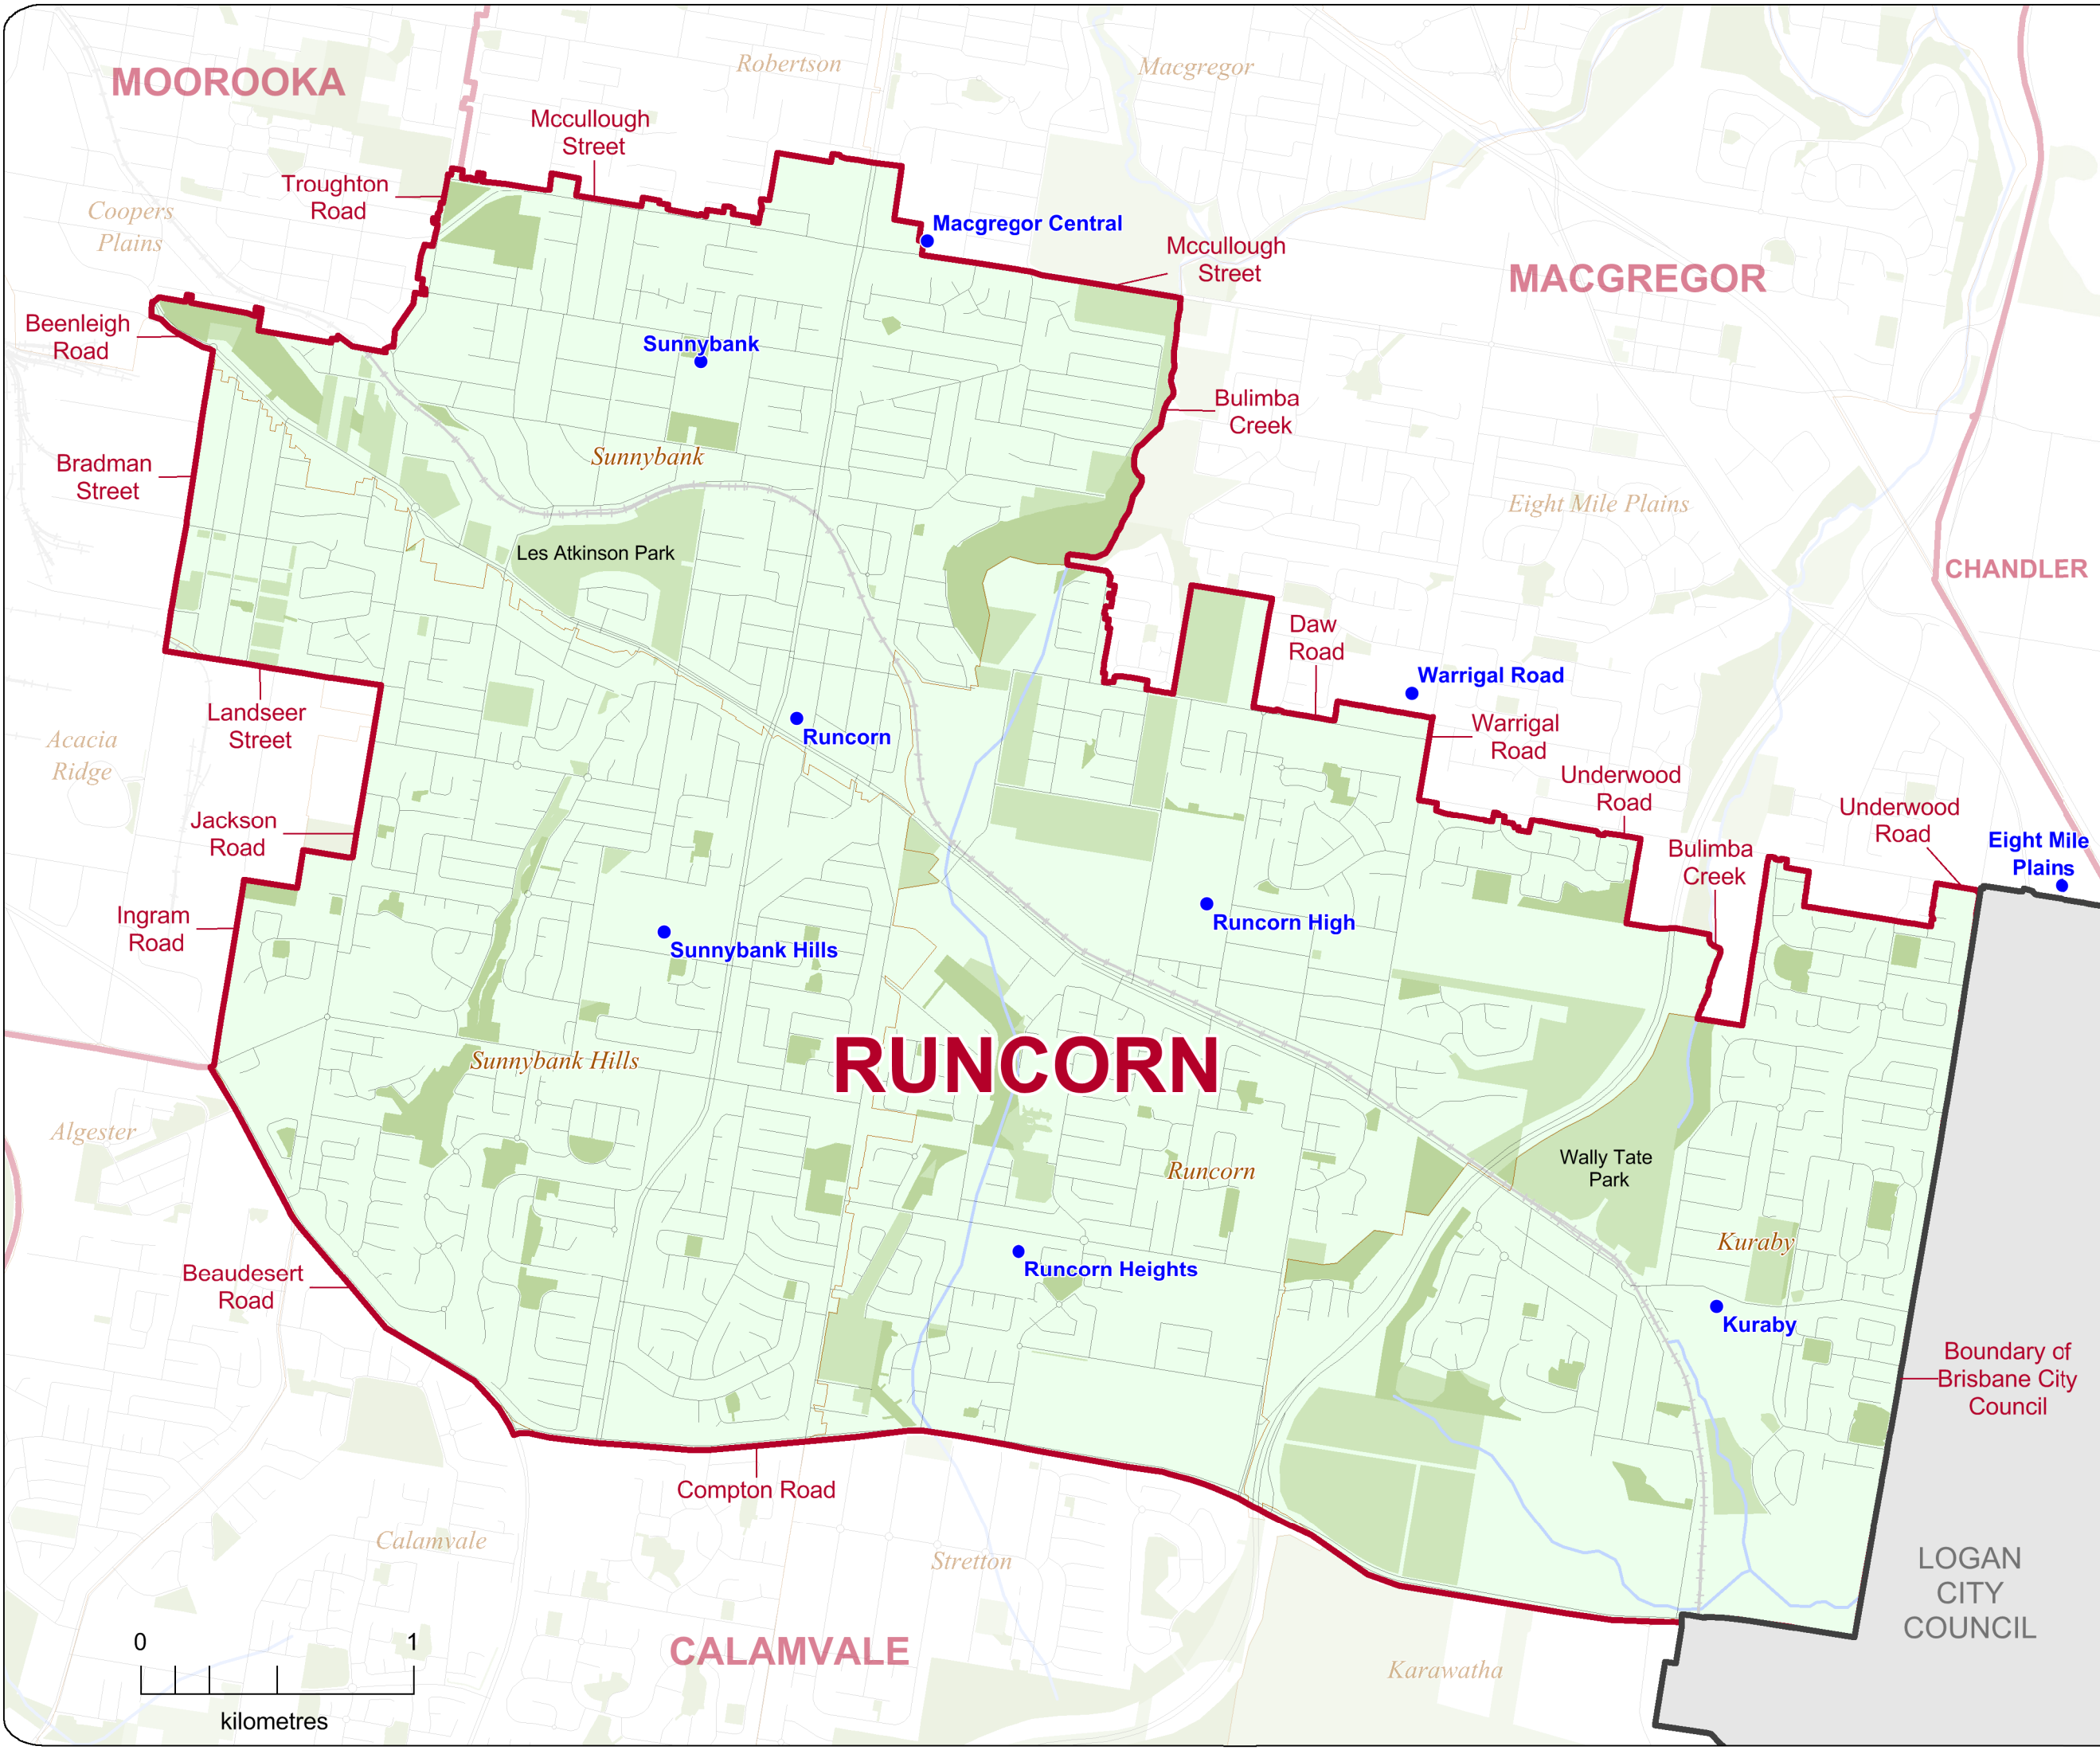 MOOROOKA
Robertson
Macgregor
Mccullough
Street
Troughton
Road
Coopers
Plains
Macgregor Central
Mccullough
Street
MACGREGOR
Beenleigh
Road
Sunnybank
Bulimba
Creek
Bradman
Street
Sunnybank
Eight Mile Plains
Les Atkinson Park
CHANDLER
Daw
Road
Warrigal Road
Landseer
Street
Runcorn
Warrigal
Road
Acacia
Ridge
Underwood
Road
Underwood
Road
Jackson
Road
Bulimba
Creek
Eight Mile
Plains
Ingram
Road
Runcorn High
Sunnybank Hills
RUNCORN
Sunnybank Hills
Algester
Runcorn
Wally Tate
Park
Kuraby
Beaudesert
Road
Runcorn Heights
Kuraby
Boundary of
Brisbane City
Council
Compton Road
Calamvale
Stretton
LOGAN
CITY
COUNCIL
CALAMVALE
Karawatha
0 1
kilometres